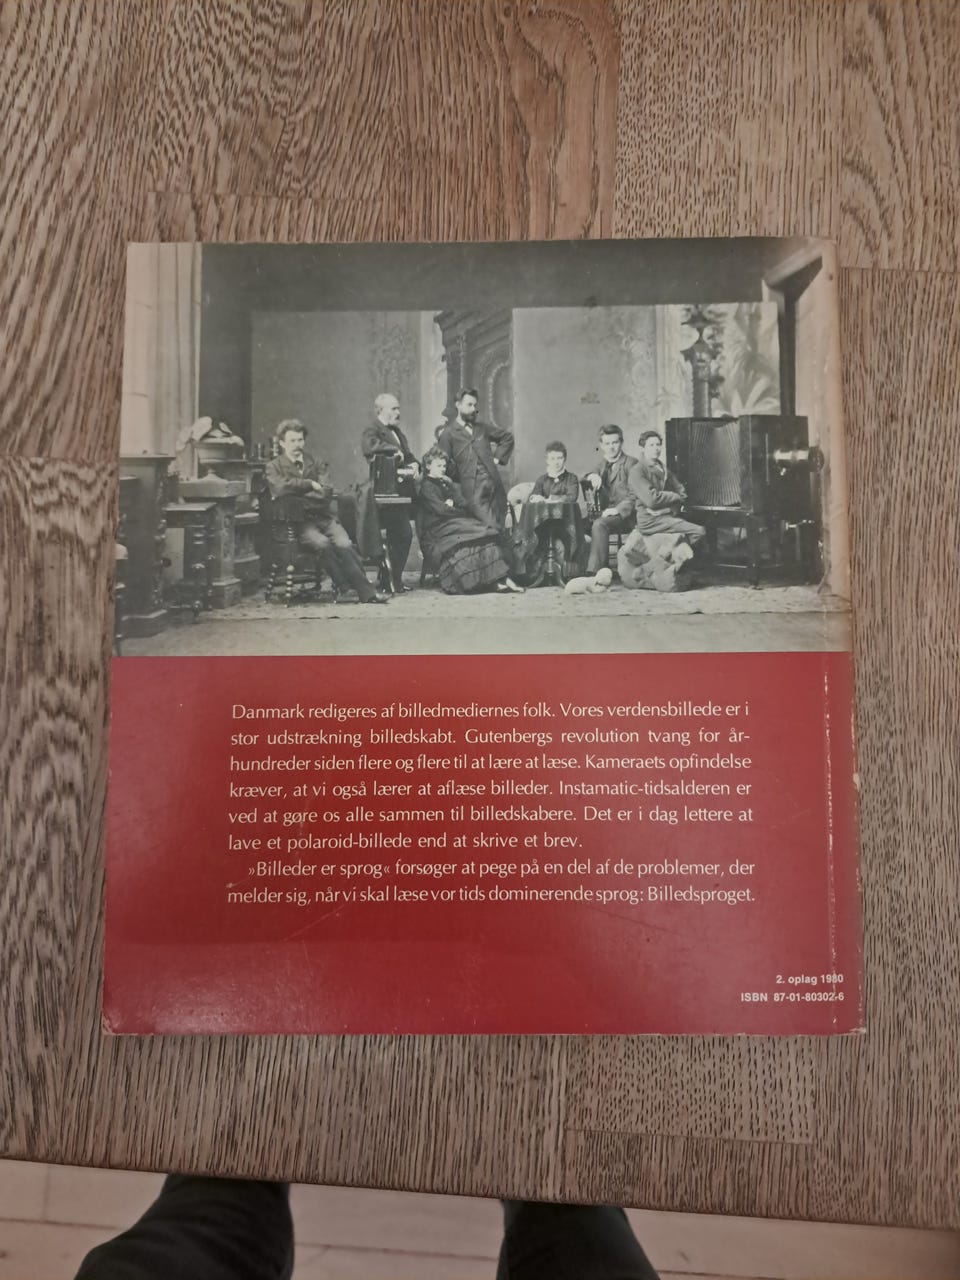 Danmark redigeres af billedmediernes folk. Vores verdensbillede er i
stor udstrækning billedskabt. Gutenbergs revolution tvang for år-
hundreder siden flere og flere til at lære at læse. Kameraets opfindelse
kræver, at vi også lærer at aflæse billeder. Instamatic-tidsalderen er
ved at gøre os alle sammen til billedskabere. Det er i dag lettere at
lave et polaroid-billede end at skrive et brev.
»Billeder er sprog« forsøger at pege på en del af de problemer, der
melder sig, når vi skal læse vor tids dominerende sprog: Billedsproget.
2. oplag 1980
ISBN 87-01-80302-6